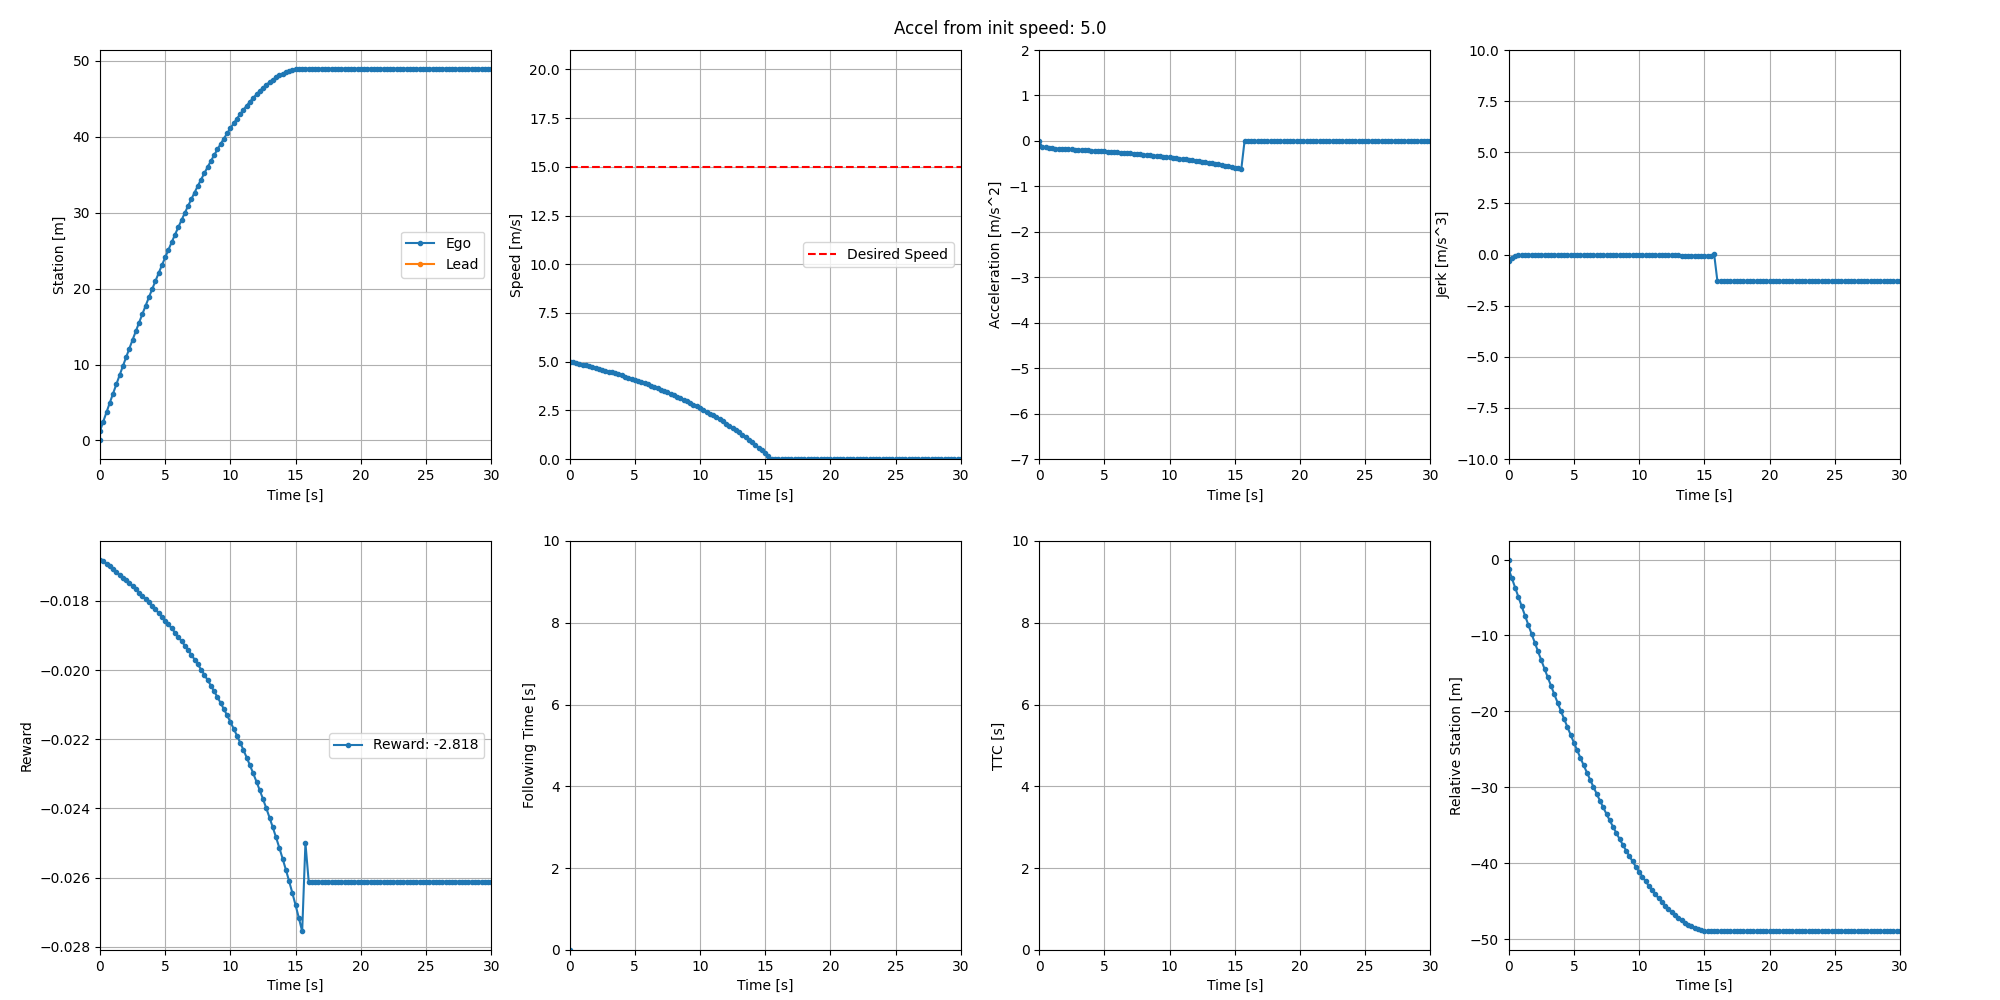 Accel from init speed: 5.0
Station [m]
50
40
30
20
10
0
0 5 10 15 20 25 30
Time [s]
Ego
Lead
Speed [m/s]
20.0
17.5
15.0
12.5
10.0
7.5
5.0
2.5
0.0
0 5 10 15 20 25 30
Time [s]
Desired Speed
Acceleration [m/s^2]
2
1
0
−1
−2
−3
−4
−5
−6
−7
0 5 10 15 20 25 30
Time [s]
Jerk [m/s^3]
10.0
7.5
5.0
2.5
0.0
−2.5
−5.0
−7.5
−10.0
0 5 10 15 20 25 30
Time [s]
Reward
−0.018
−0.020
−0.022
−0.024
−0.026
−0.028
0 5 10 15 20 25 30
Time [s]
Reward: -2.818
Following Time [s]
10
8
6
4
2
0
0 5 10 15 20 25 30
Time [s]
TTC [s]
10
8
6
4
2
0
0 5 10 15 20 25 30
Time [s]
Relative Station [m]
0
−10
−20
−30
−40
−50
0 5 10 15 20 25 30
Time [s]